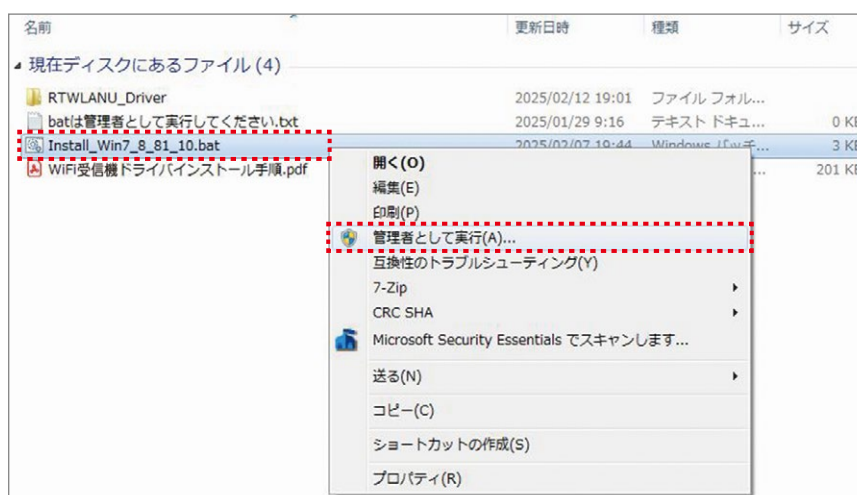 名前 更新日時 種類 サイズ
現在ディスクにあるファイル (4)
RTWLANU_Driver 2025/02/12 19:01 ファイル フォル...
batは管理者として実行してください.txt 2025/01/29 9:16 テキスト ドキュ... 0 KB
Install_Win7_8_81_10.bat 2025/02/07 19:44 Windows バッチ... 3 KB
WiFi受信機ドライバインストール手順.pdf ... 201 KB
開く(O)
編集(E)
印刷(P)
管理者として実行(A)...
互換性のトラブルシューティング(Y)
7-Zip
CRC SHA
Microsoft Security Essentials でスキャンします...
送る(N)
コピー(C)
ショートカットの作成(S)
プロパティ(R)